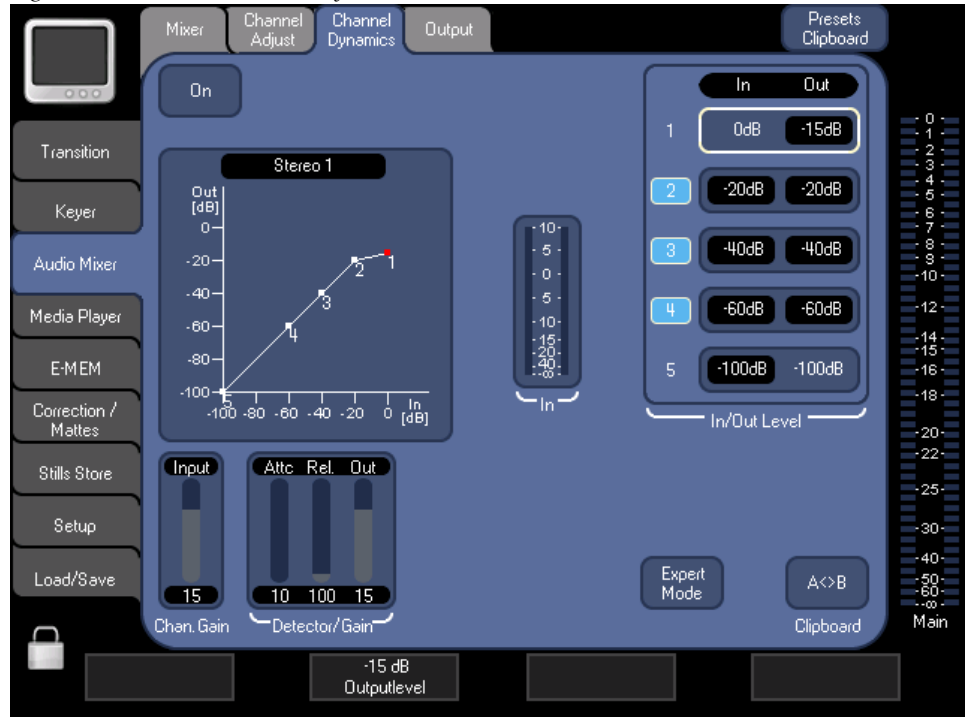 Mixer
Channel
Adjust
Channel
Dynamics
Output
Presets
Clipboard
Transition
Keyer
Audio Mixer
Media Player
E-MEM
Correction /
Mattes
Stills Store
Setup
Load/Save
On
Stereo 1
Out
[dB]
0
-20
-40
-60
-80
-100
-100 -80 -60 -40 -20 0
In
[dB]
1
2
3
4
5
-10-
- 5 -
- 0 -
- 5 -
-10-
-15-
-20-
-40-
-∞-
In
In Out
1 0dB -15dB
2 -20dB -20dB
3 -40dB -40dB
4 -60dB -60dB
5 -100dB -100dB
In/Out Level
Input
15
Chan. Gain
Attc Rel. Out
10 100 15
Detector/Gain
Expert
Mode
A<>B
Clipboard
-15 dB
Outputlevel
- 0 -
- 1 -
- 2 -
- 3 -
- 4 -
- 5 -
- 6 -
- 7 -
- 8 -
- 9 -
-10-
-12-
-14-
-15-
-16-
-18-
-20-
-22-
-25-
-30-
-40-
-50-
-60-
-∞-
Main